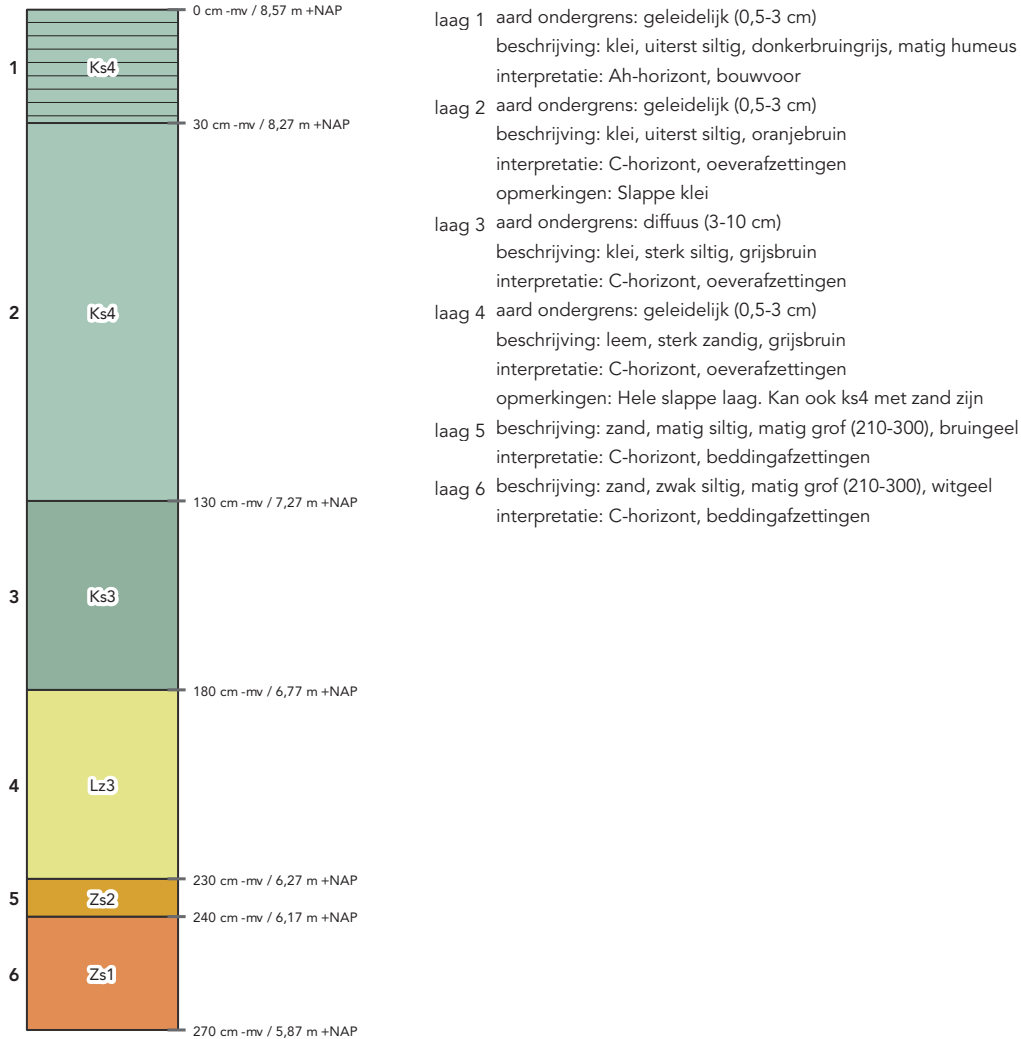 0 cm -mv / 8,57 m +NAP
1 Ks4
30 cm -mv / 8,27 m +NAP
2 Ks4
130 cm -mv / 7,27 m +NAP
3 Ks3
180 cm -mv / 6,77 m +NAP
4 Lz3
230 cm -mv / 6,27 m +NAP
5 Zs2
240 cm -mv / 6,17 m +NAP
6 Zs1
270 cm -mv / 5,87 m +NAP
laag 1 aard ondergrens: geleidelijk (0,5-3 cm)
beschrijving: klei, uiterst siltig, donkerbruingrijs, matig humeus
interpretatie: Ah-horizont, bouwvoor
laag 2 aard ondergrens: geleidelijk (0,5-3 cm)
beschrijving: klei, uiterst siltig, oranjebruin
interpretatie: C-horizont, oeverafzettingen
opmerkingen: Slappe klei
laag 3 aard ondergrens: diffuus (3-10 cm)
beschrijving: klei, sterk siltig, grijsbruin
interpretatie: C-horizont, oeverafzettingen
laag 4 aard ondergrens: geleidelijk (0,5-3 cm)
beschrijving: leem, sterk zandig, grijsbruin
interpretatie: C-horizont, oeverafzettingen
opmerkingen: Hele slappe laag. Kan ook ks4 met zand zijn
laag 5 beschrijving: zand, matig siltig, matig grof (210-300), bruingeel
interpretatie: C-horizont, beddingafzettingen
laag 6 beschrijving: zand, zwak siltig, matig grof (210-300), witgeel
interpretatie: C-horizont, beddingafzettingen